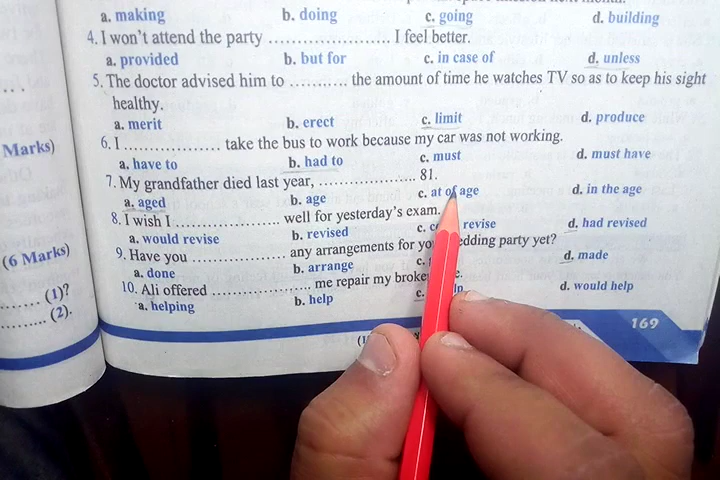 a. making b. doing c. going d. building
4. I won't attend the party .................... I feel better.
a. provided b. but for c. in case of d. unless
5. The doctor advised him to ........... the amount of time he watches TV so as to keep his sight
healthy.
a. merit b. erect c. limit d. produce
Marks)
6. I .................... take the bus to work because my car was not working.
a. have to b. had to c. must d. must have
7. My grandfather died last year, .................... 81.
a. aged b. age c. at of age d. in the age
8. I wish I .................... well for yesterday's exam.
a. would revise b. revised c. revise d. had revised
(6 Marks)
9. Have you .................... any arrangements for wedding party yet?
a. done b. arrange c. d. made
10. Ali offered .................... me repair my
a. helping b. help c. d. would help
...... (1)?
......... (2).
169